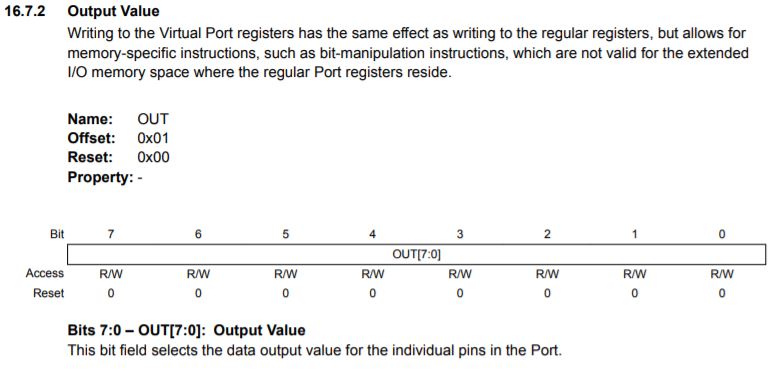 16.7.2 Output Value
Writing to the Virtual Port registers has the same effect as writing to the regular registers, but allows for
memory-specific instructions, such as bit-manipulation instructions, which are not valid for the extended
I/O memory space where the regular Port registers reside.
Name: OUT
Offset: 0x01
Reset: 0x00
Property: -
Bit 7 6 5 4 3 2 1 0
OUT[7:0]
Access R/W R/W R/W R/W R/W R/W R/W R/W
Reset 0 0 0 0 0 0 0 0
Bits 7:0 – OUT[7:0]: Output Value
This bit field selects the data output value for the individual pins in the Port.